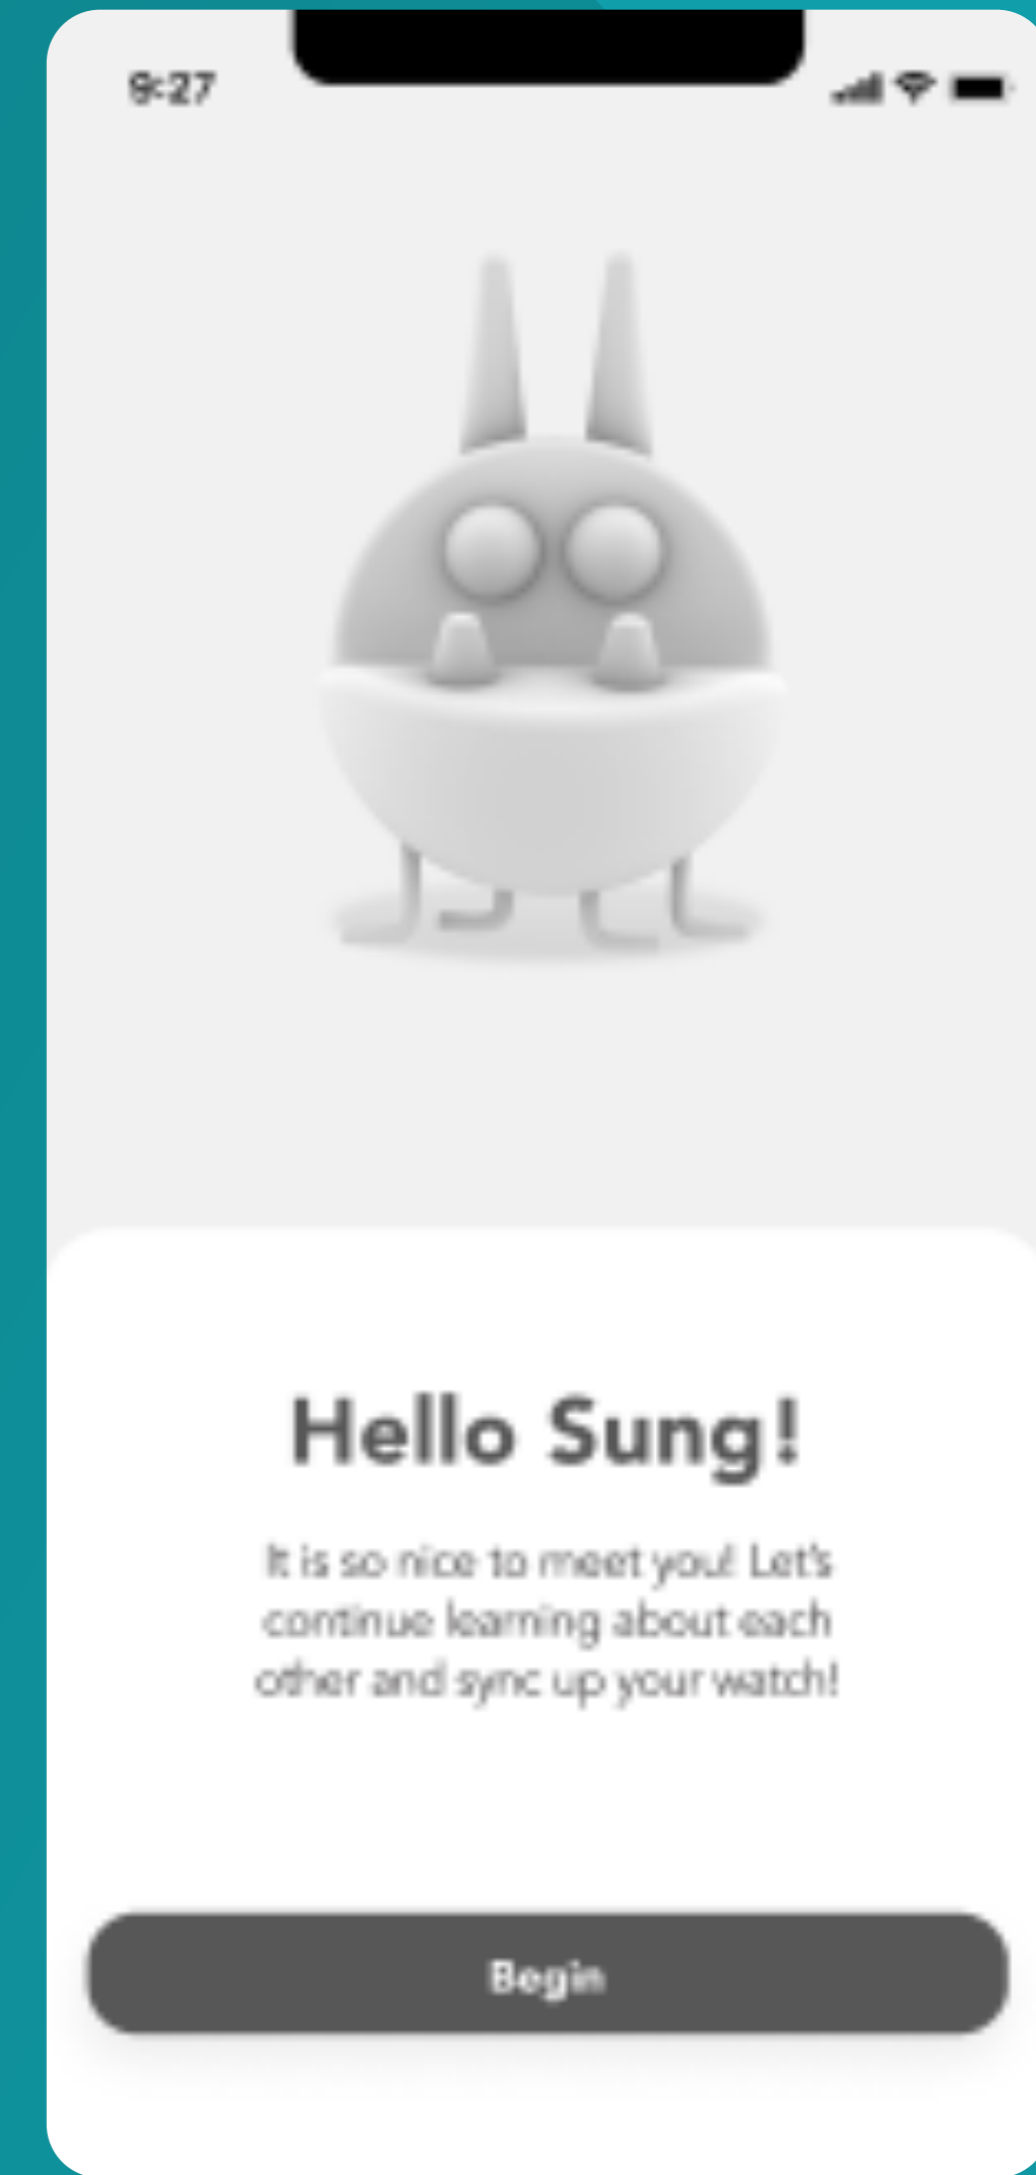 9:27
Hello Sung!
It is so nice to meet you! Let's
continue learning about each
other and sync up your watch!
Begin